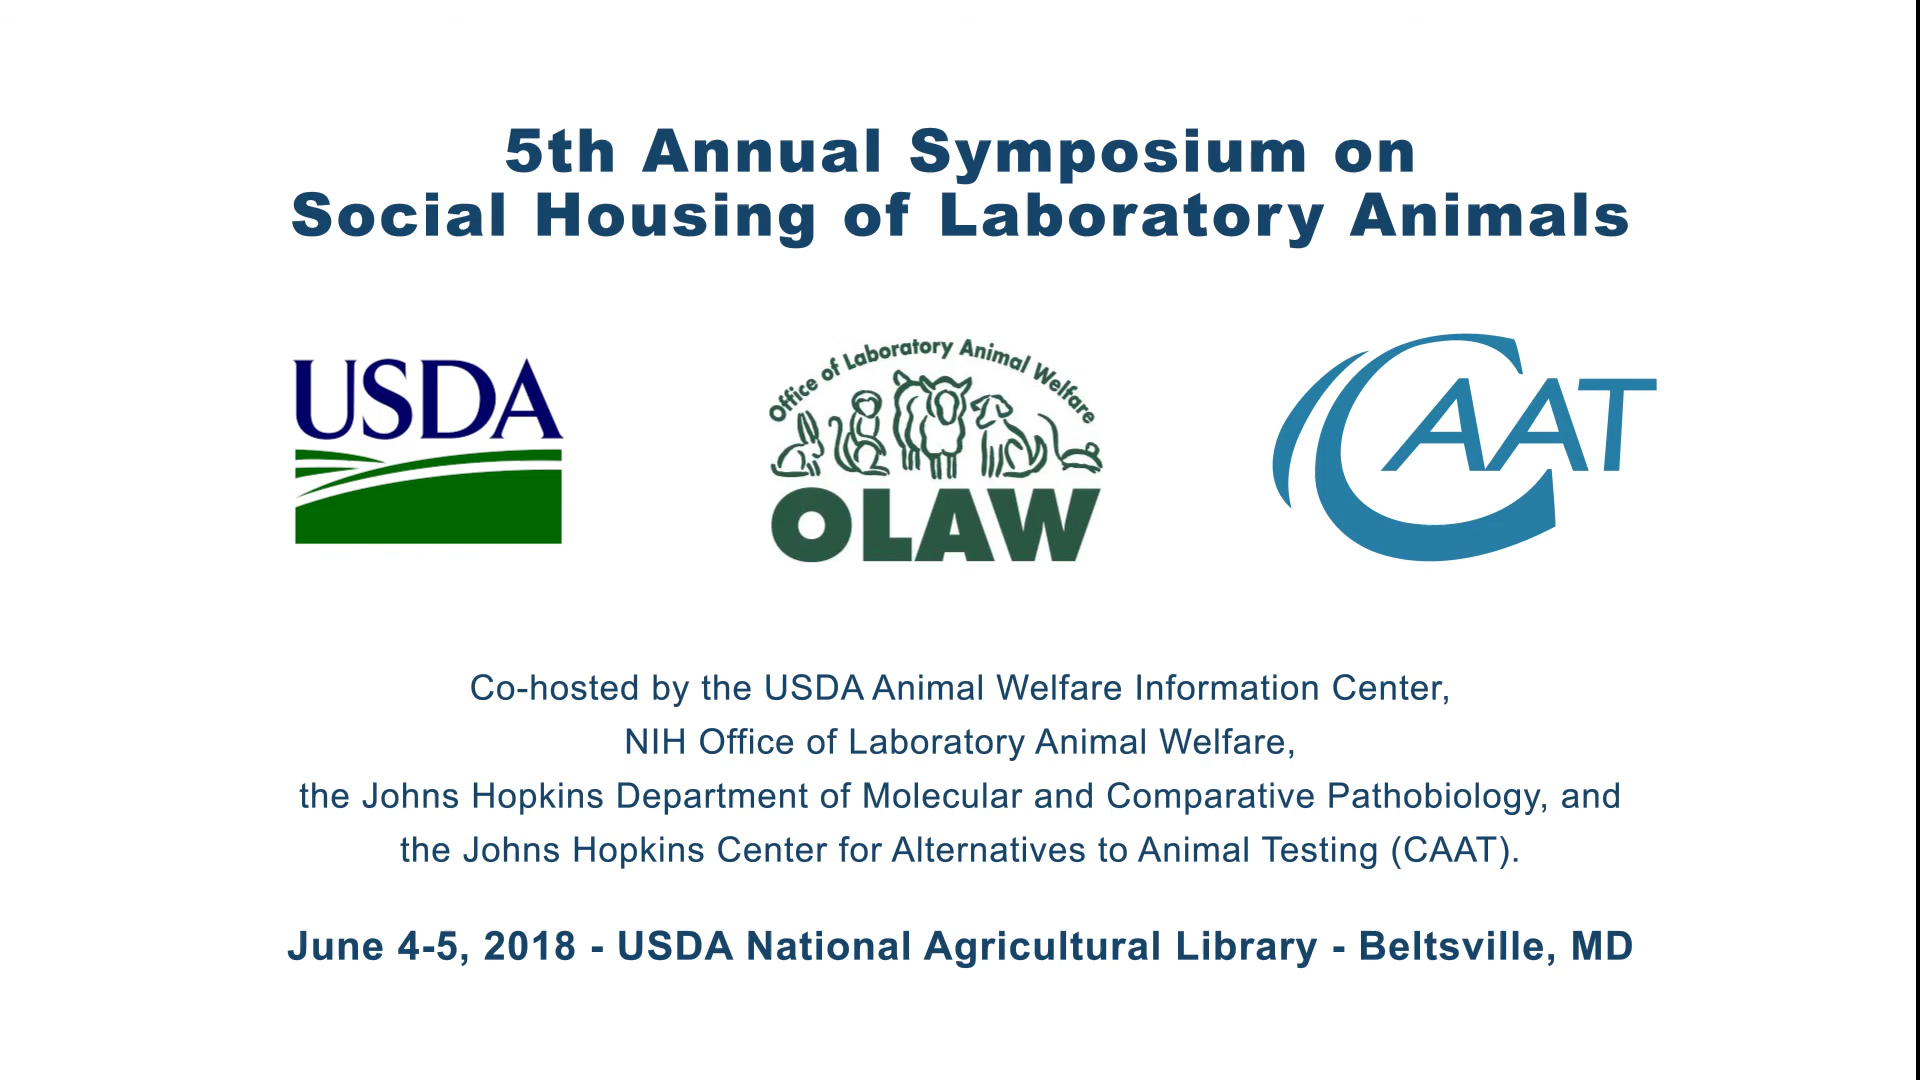 5th Annual Symposium on
Social Housing of Laboratory Animals
USDA
Office of Laboratory Animal Welfare
OLAW
CAAT
Co-hosted by the USDA Animal Welfare Information Center,
NIH Office of Laboratory Animal Welfare,
the Johns Hopkins Department of Molecular and Comparative Pathobiology, and
the Johns Hopkins Center for Alternatives to Animal Testing (CAAT).
June 4-5, 2018 - USDA National Agricultural Library - Beltsville, MD